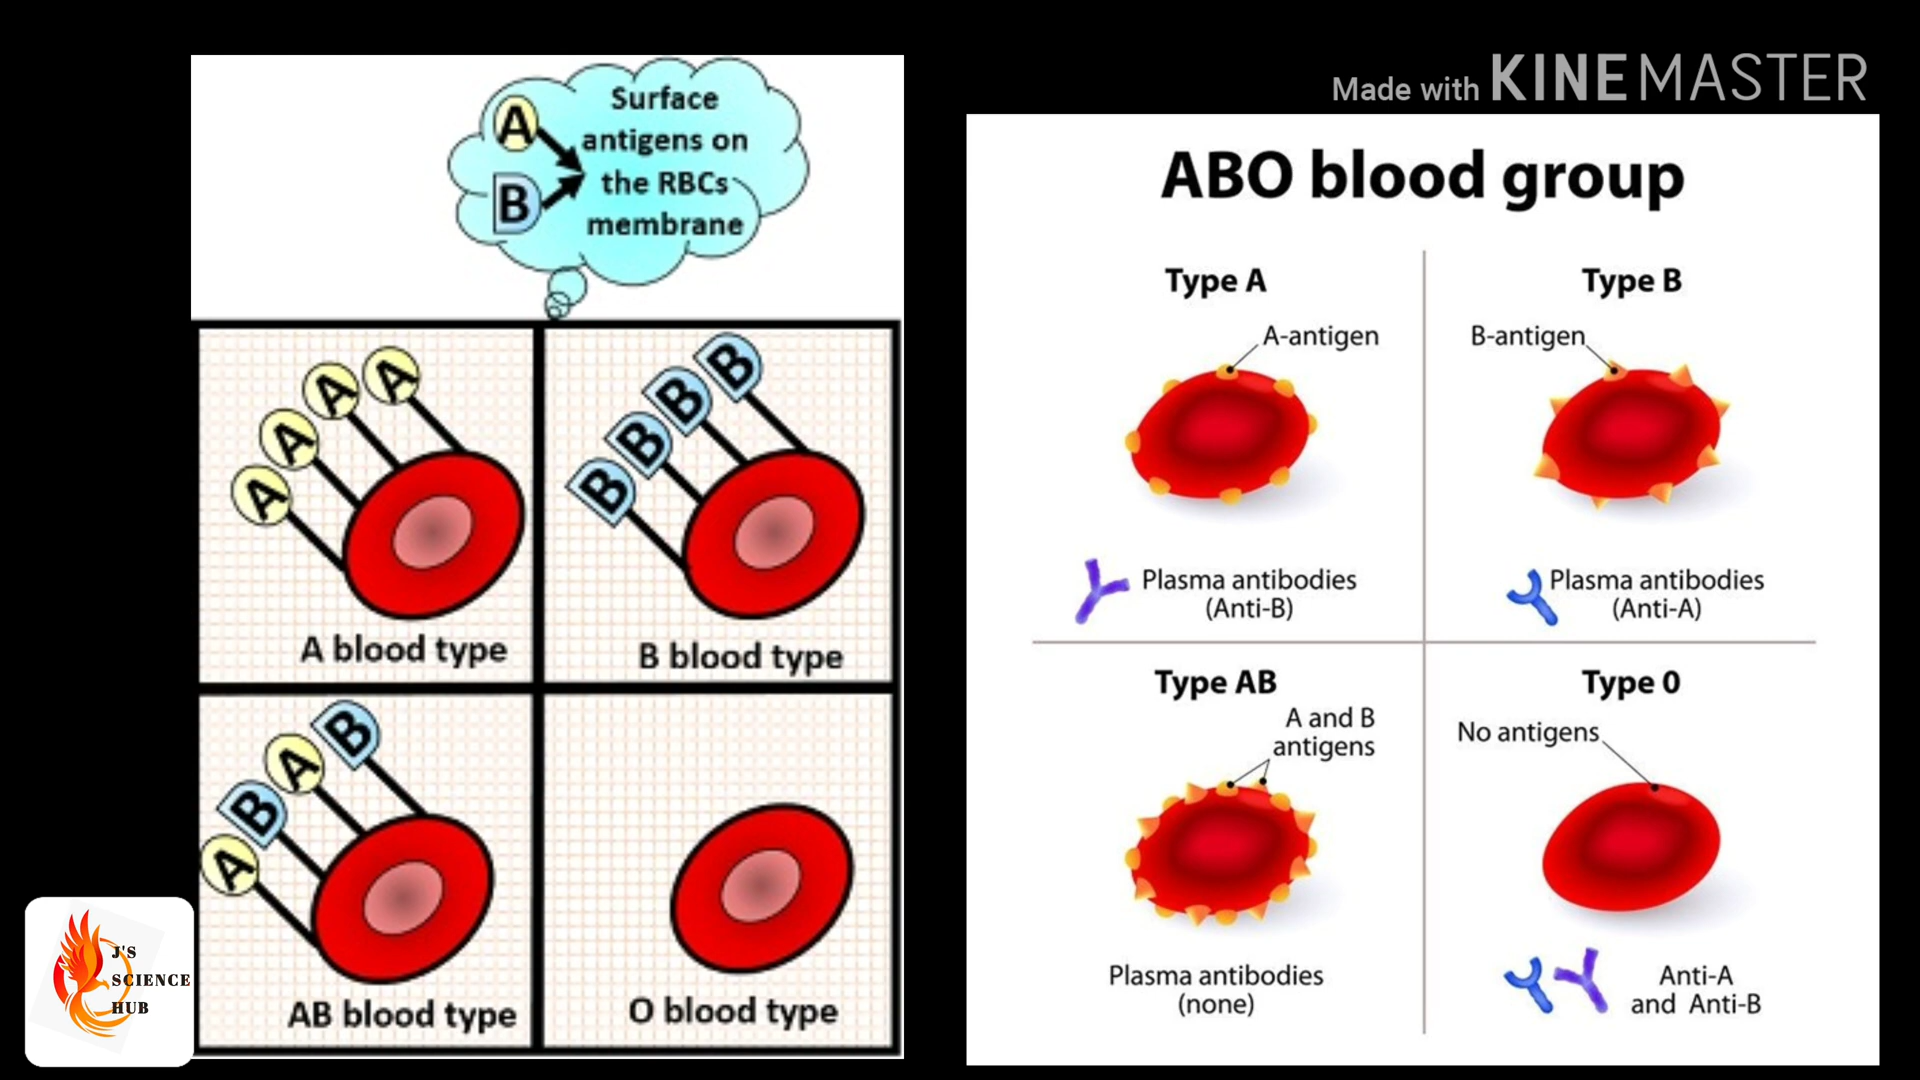 Made with KINEMASTER
A
Surface
antigens on
the RBCs
B
membrane
A A A A
A blood type
B B B B
B blood type
A B A B
AB blood type
O blood type
J'S
SCIENCE
HUB
ABO blood group
Type A
A-antigen
Plasma antibodies
(Anti-B)
Type B
B-antigen
Plasma antibodies
(Anti-A)
Type AB
A and B
antigens
Plasma antibodies
(none)
Type 0
No antigens
Anti-A
and Anti-B